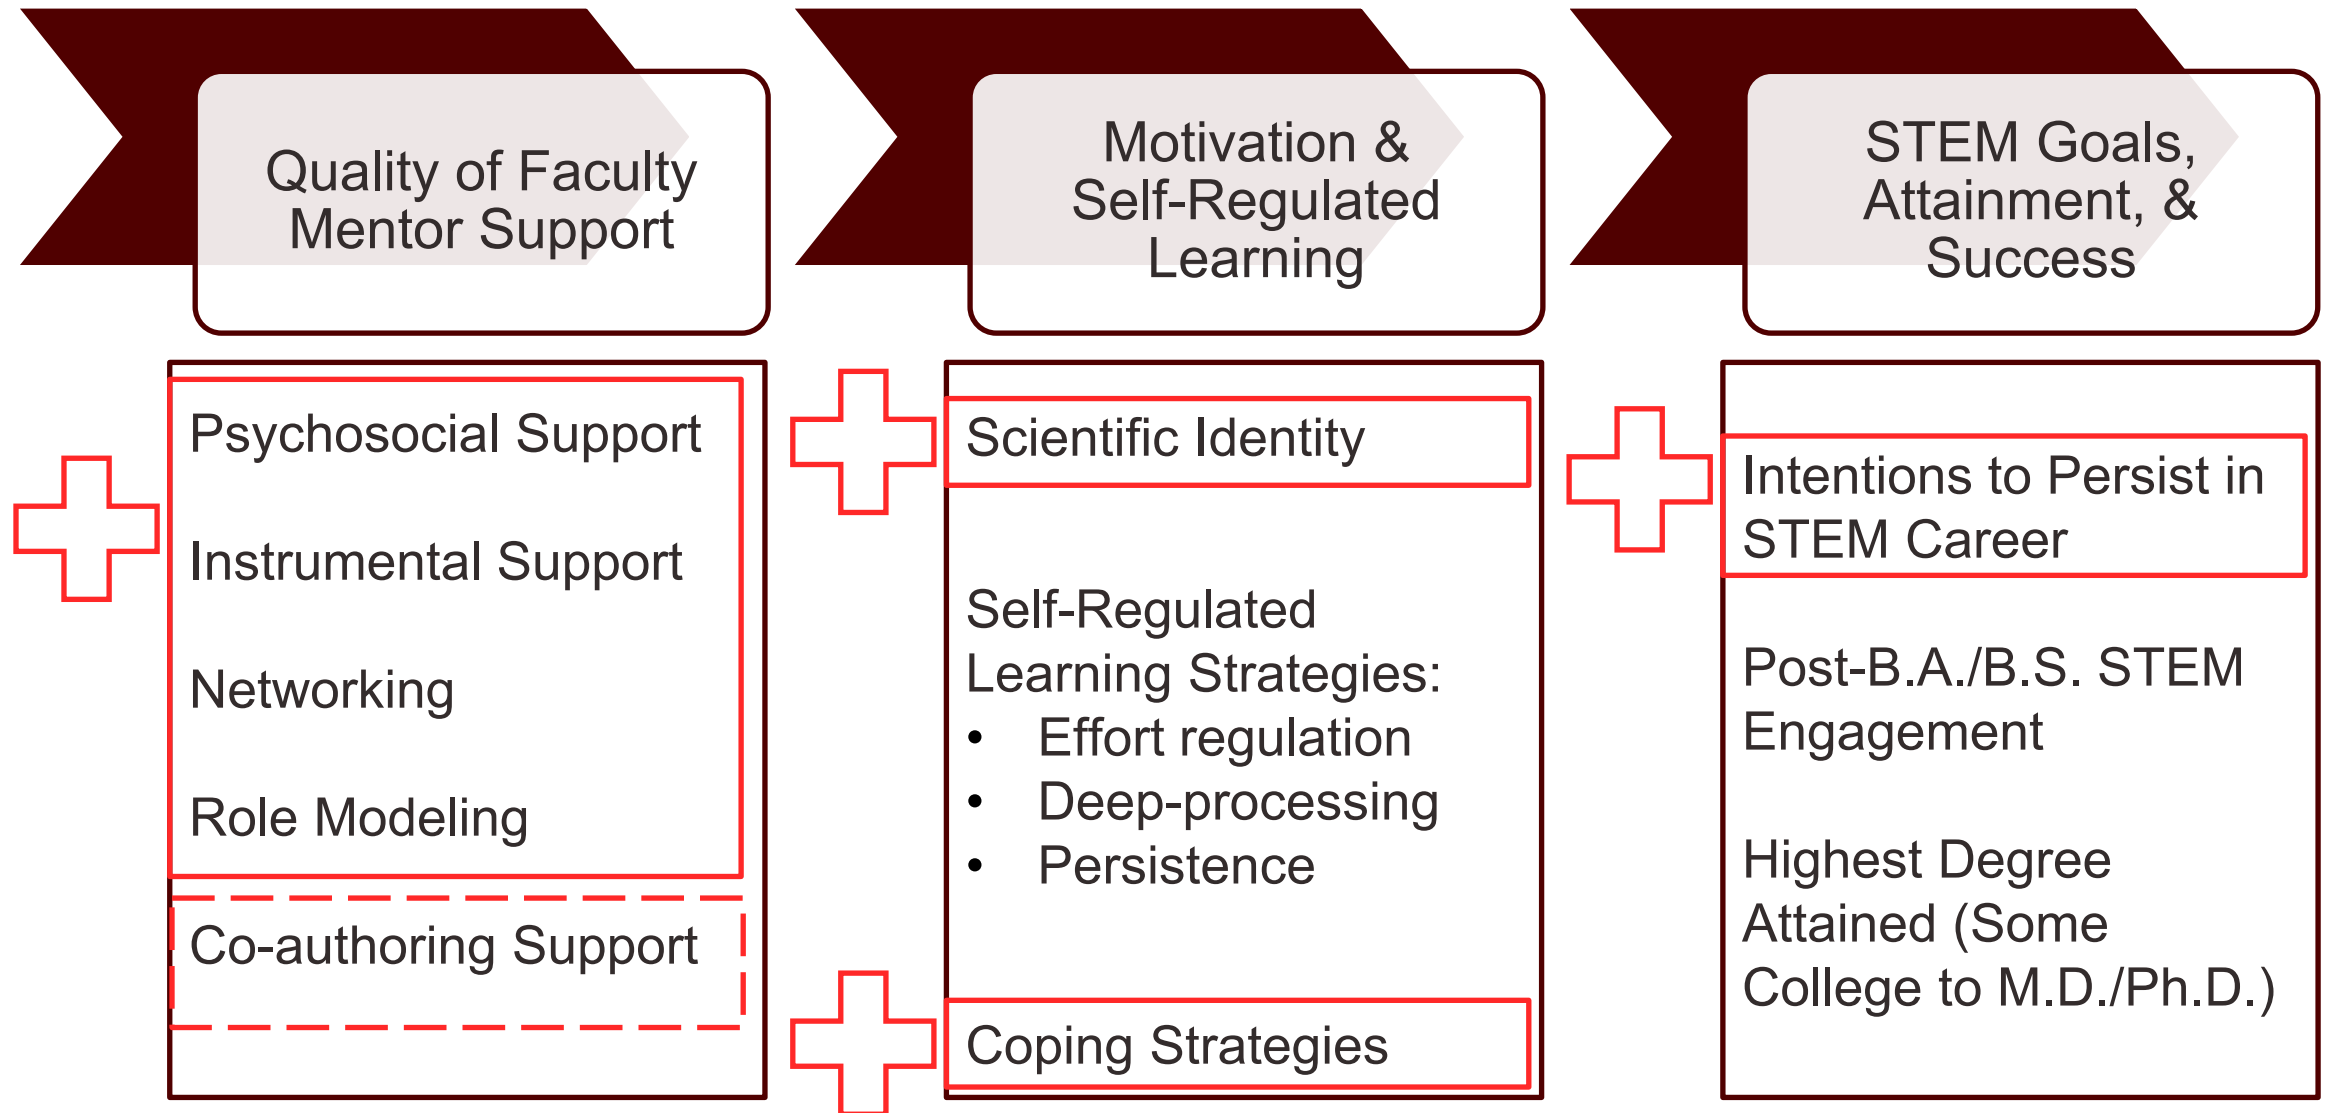 Quality of Faculty
Mentor Support
Motivation &
Self-Regulated
Learning
STEM Goals,
Attainment, &
Success
Psychosocial Support
Instrumental Support
Networking
Role Modeling
Co-authoring Support
Scientific Identity
Self-Regulated
Learning Strategies:
• Effort regulation
• Deep-processing
• Persistence
Coping Strategies
Intentions to Persist in
STEM Career
Post-B.A./B.S. STEM
Engagement
Highest Degree
Attained (Some
College to M.D./Ph.D.)